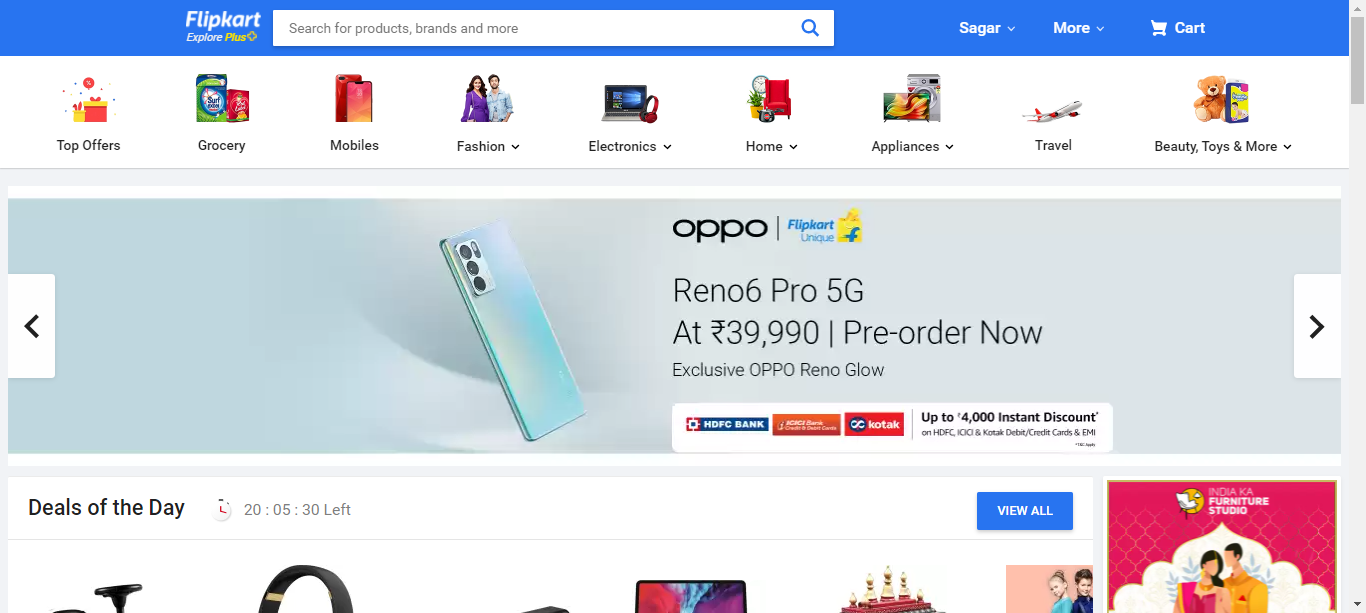 Flipkart
Explore Plus
Search for products, brands and more
Sagar
More
Cart
Top Offers
Grocery
Mobiles
Fashion
Electronics
Home
Appliances
Travel
Beauty, Toys & More
oppo | Flipkart Unique
Reno6 Pro 5G
At ₹39,990 | Pre-order Now
Exclusive OPPO Reno Glow
HDFC BANK
ICICI Bank
Credit & Debit Cards
kotak
Up to ₹4,000 Instant Discount*
on HDFC, ICICI & Kotak Debit/Credit Cards & EMI
*T&C Apply
Deals of the Day
20 : 05 : 30 Left
VIEW ALL
INDIA KA
FURNITURE
STUDIO